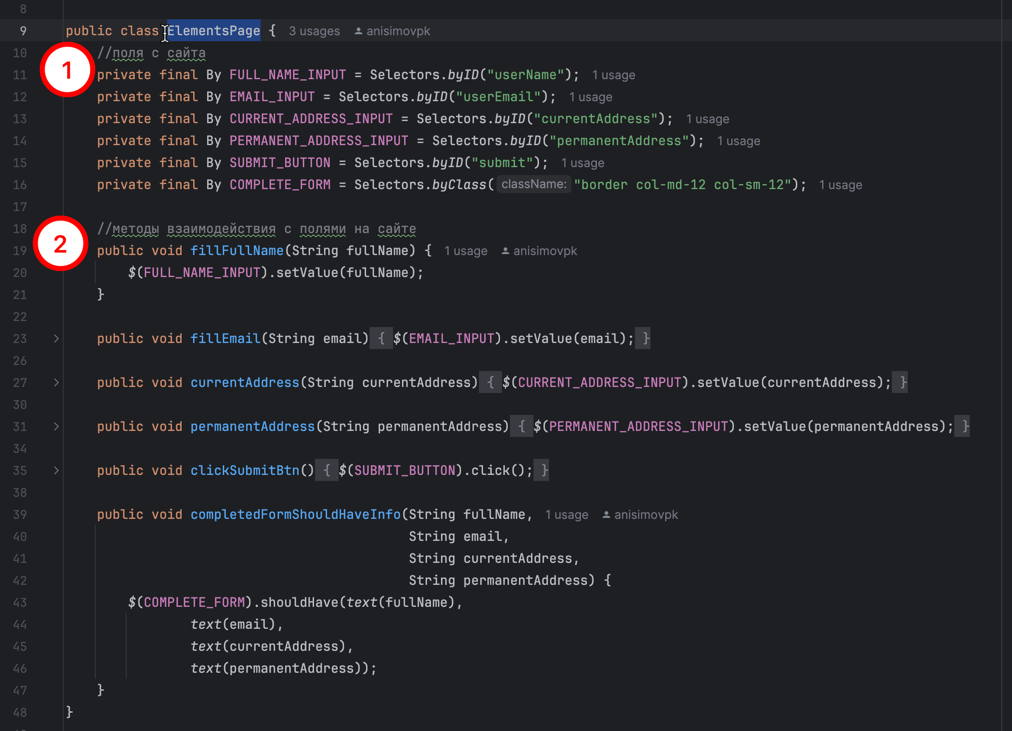 8
9 public class ElementsPage { 3 usages anisimovpk
10 //поля с сайта
1
11 private final By FULL_NAME_INPUT = Selectors.byID("userName"); 1 usage
12 private final By EMAIL_INPUT = Selectors.byID("userEmail"); 1 usage
13 private final By CURRENT_ADDRESS_INPUT = Selectors.byID("currentAddress"); 1 usage
14 private final By PERMANENT_ADDRESS_INPUT = Selectors.byID("permanentAddress"); 1 usage
15 private final By SUBMIT_BUTTON = Selectors.byID("submit"); 1 usage
16 private final By COMPLETE_FORM = Selectors.byClass( className: "border col-md-12 col-sm-12"); 1 usage
17
18 //методы взаимодействия с полями на сайте
2
19 public void fillFullName(String fullName) { 1 usage anisimovpk
20 $(FULL_NAME_INPUT).setValue(fullName);
21 }
22
23 public void fillEmail(String email) { $(EMAIL_INPUT).setValue(email); }
26
27 public void currentAddress(String currentAddress) { $(CURRENT_ADDRESS_INPUT).setValue(currentAddress); }
30
31 public void permanentAddress(String permanentAddress) { $(PERMANENT_ADDRESS_INPUT).setValue(permanentAddress); }
34
35 public void clickSubmitBtn() { $(SUBMIT_BUTTON).click(); }
38
39 public void completedFormShouldHaveInfo(String fullName, 1 usage anisimovpk
40 String email,
41 String currentAddress,
42 String permanentAddress) {
43 $(COMPLETE_FORM).shouldHave(text(fullName),
44 text(email),
45 text(currentAddress),
46 text(permanentAddress));
47 }
48 }